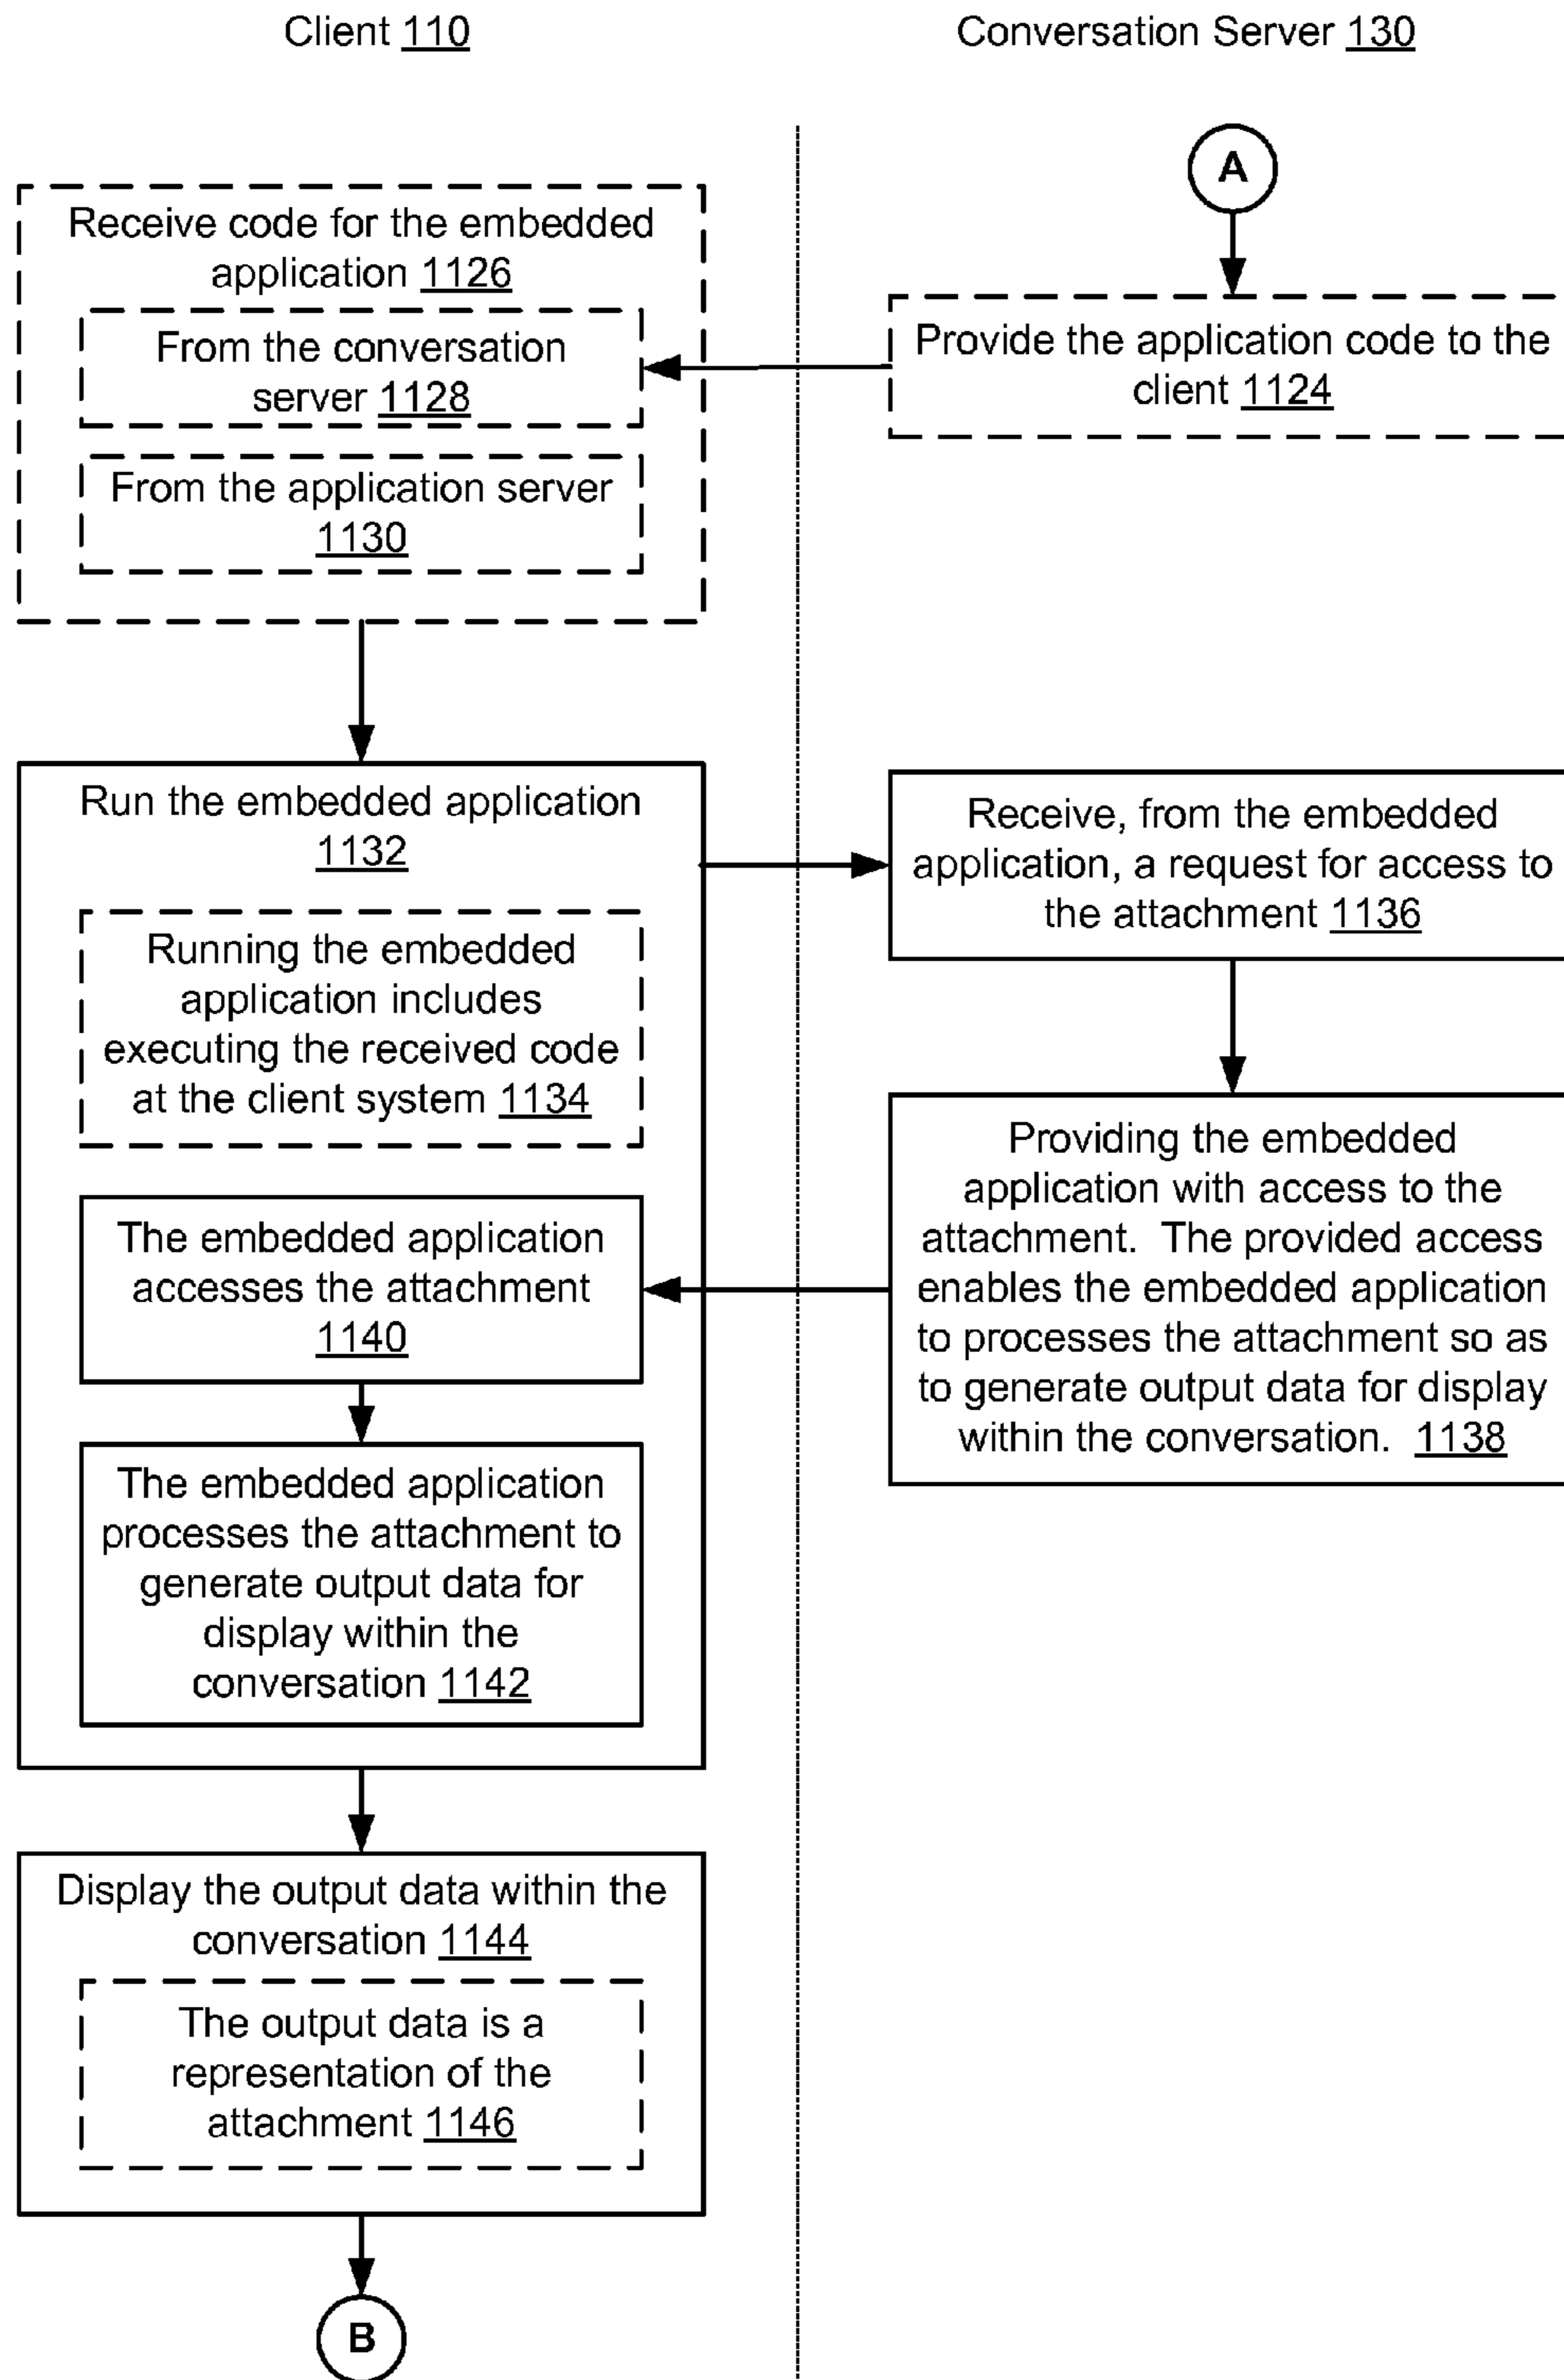 Client 110
Conversation Server 130
A
Receive code for the embedded
application 1126
From the conversation
server 1128
From the application server
1130
Provide the application code to the
client 1124
Run the embedded application
1132
Running the embedded
application includes
executing the received code
at the client system 1134
Receive, from the embedded
application, a request for access to
the attachment 1136
Providing the embedded
application with access to the
attachment. The provided access
enables the embedded application
to processes the attachment so as
to generate output data for display
within the conversation. 1138
The embedded application
accesses the attachment
1140
The embedded application
processes the attachment to
generate output data for
display within the
conversation 1142
Display the output data within the
conversation 1144
The output data is a
representation of the
attachment 1146
B